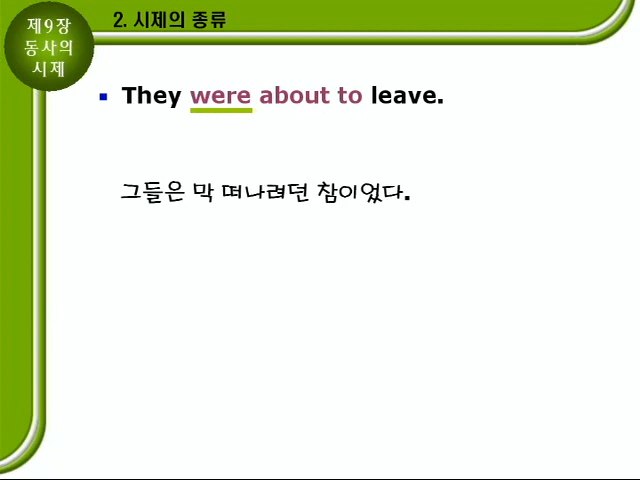 제9장
동사의
시제
2. 시제의 종류
They were about to leave.
그들은 막 떠나려던 참이었다.